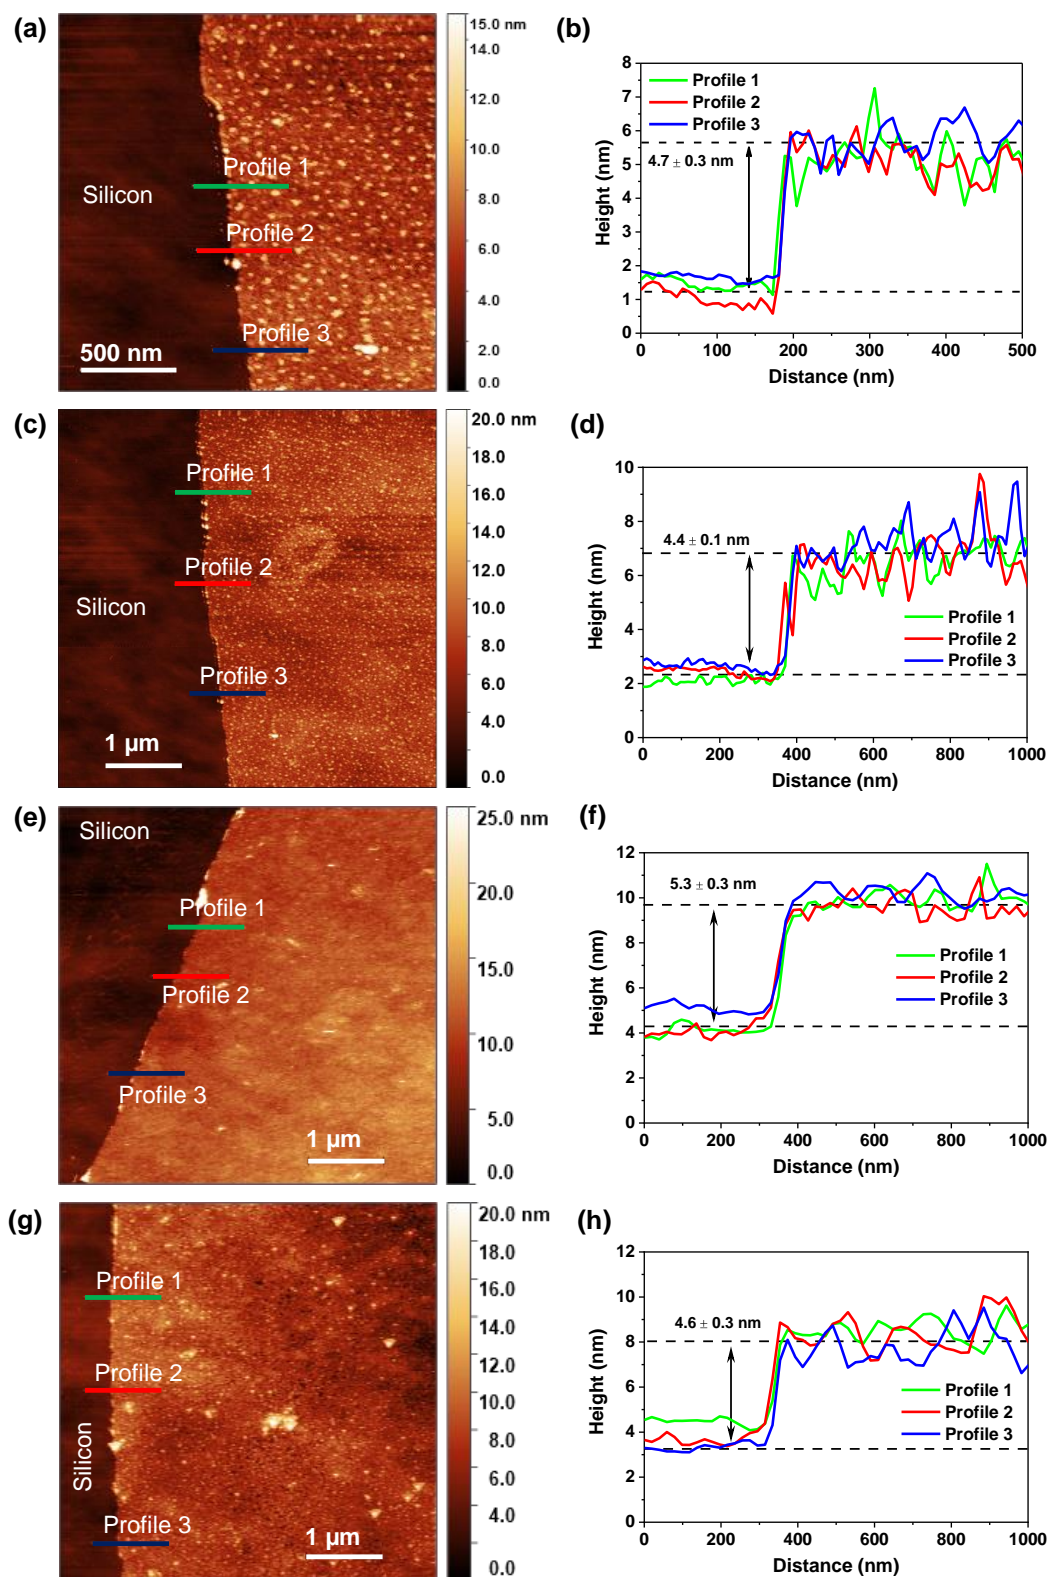 (a)
Silicon
Profile 1
Profile 2
Profile 3
500 nm
15.0 nm
14.0
12.0
10.0
8.0
6.0
4.0
2.0
0.0
(b)
Profile 1
Profile 2
Profile 3
4.7 ± 0.3 nm
Height (nm)
8
7
6
5
4
3
2
1
0
0 100 200 300 400 500
Distance (nm)
(c)
Profile 1
Profile 2
Silicon
Profile 3
1 µm
20.0 nm
18.0
16.0
14.0
12.0
10.0
8.0
6.0
4.0
2.0
0.0
(d)
4.4 ± 0.1 nm
Profile 1
Profile 2
Profile 3
Height (nm)
10
8
6
4
2
0
0 200 400 600 800 1000
Distance (nm)
(e)
Silicon
Profile 1
Profile 2
Profile 3
1 µm
25.0 nm
20.0
15.0
10.0
5.0
0.0
(f)
5.3 ± 0.3 nm
Profile 1
Profile 2
Profile 3
Height (nm)
12
10
8
6
4
2
0
0 200 400 600 800 1000
Distance (nm)
(g)
Profile 1
Profile 2
Silicon
Profile 3
1 µm
20.0 nm
18.0
16.0
14.0
12.0
10.0
8.0
6.0
4.0
2.0
0.0
(h)
4.6 ± 0.3 nm
Profile 1
Profile 2
Profile 3
Height (nm)
12
10
8
6
4
2
0
0 200 400 600 800 1000
Distance (nm)